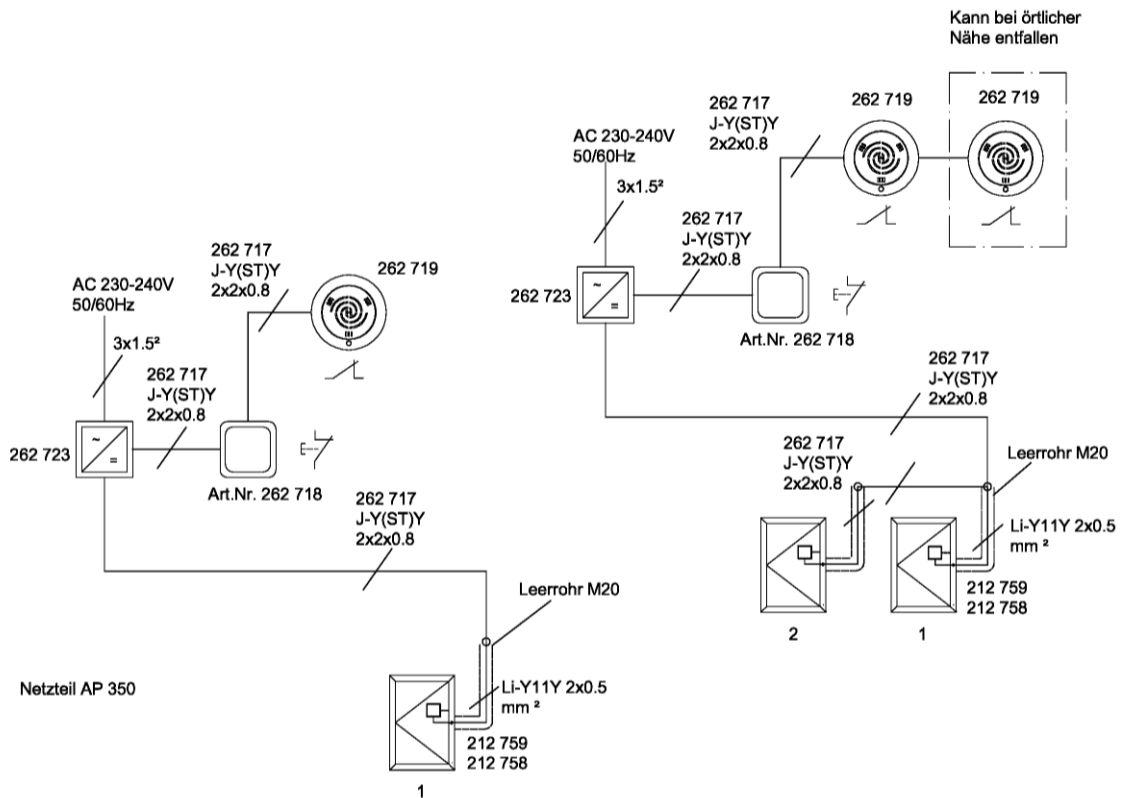 Kann bei örtlicher
Nähe entfallen
262 717
J-Y(ST)Y
2x2x0.8
262 719
262 719
AC 230-240V
50/60Hz
3x1.5²
262 717
J-Y(ST)Y
2x2x0.8
262 723
~
=
Art.Nr. 262 718
262 717
J-Y(ST)Y
2x2x0.8
262 717
J-Y(ST)Y
2x2x0.8
Leerrohr M20
Li-Y11Y 2x0.5
mm ²
212 759
212 758
2
1
262 717
J-Y(ST)Y
2x2x0.8
262 719
AC 230-240V
50/60Hz
3x1.5²
262 717
J-Y(ST)Y
2x2x0.8
262 723
~
=
Art.Nr. 262 718
262 717
J-Y(ST)Y
2x2x0.8
Leerrohr M20
Netzteil AP 350
Li-Y11Y 2x0.5
mm ²
212 759
212 758
1